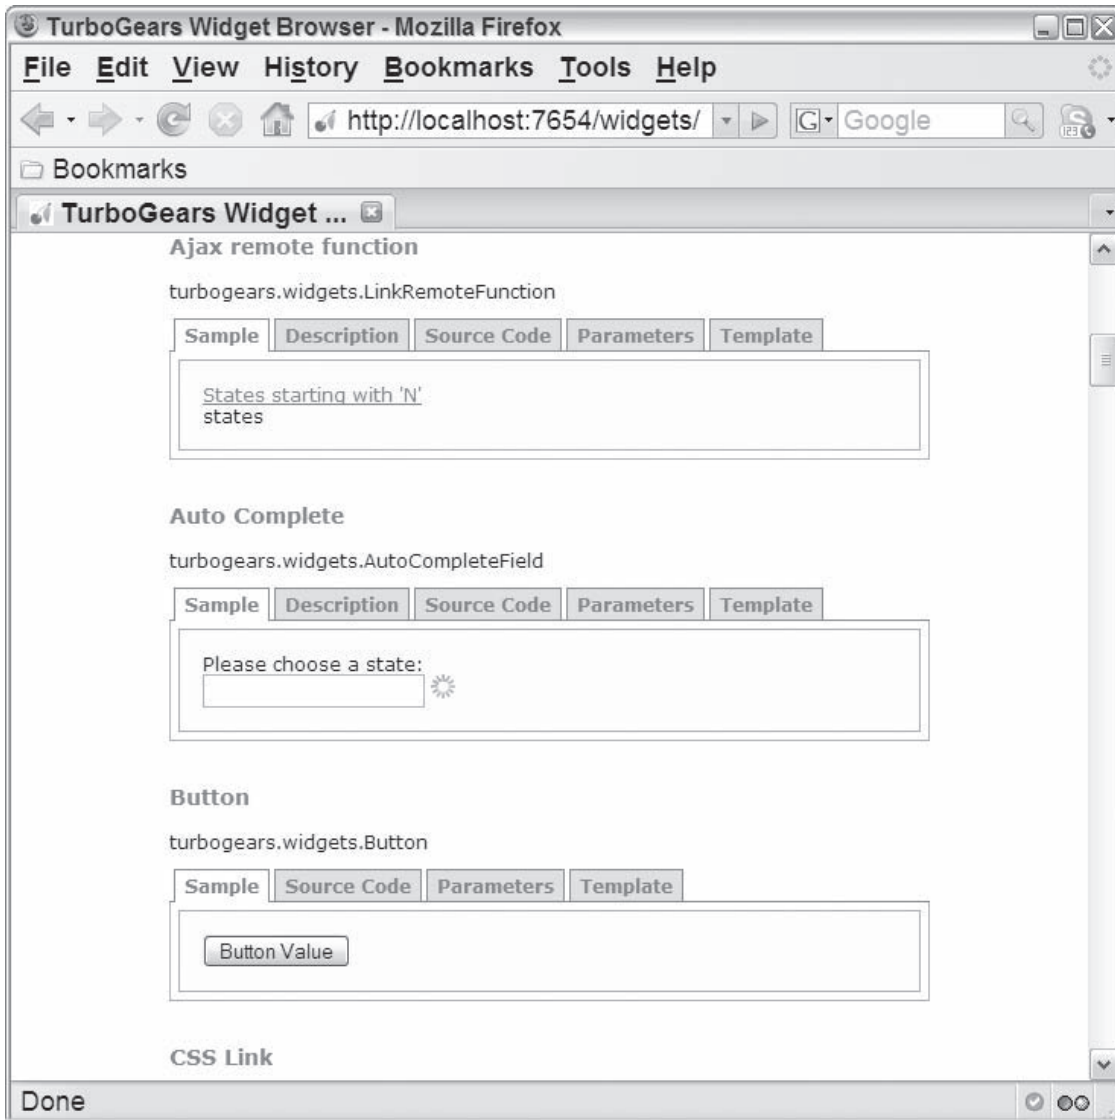 TurboGears Widget Browser - Mozilla Firefox
File Edit View History Bookmarks Tools Help
http://localhost:7654/widgets/ G Google
Bookmarks
TurboGears Widget ...
Ajax remote function
turbogears.widgets.LinkRemoteFunction
Sample Description Source Code Parameters Template
States starting with 'N'
states
Auto Complete
turbogears.widgets.AutoCompleteField
Sample Description Source Code Parameters Template
Please choose a state:
Button
turbogears.widgets.Button
Sample Source Code Parameters Template
Button Value
CSS Link
Done